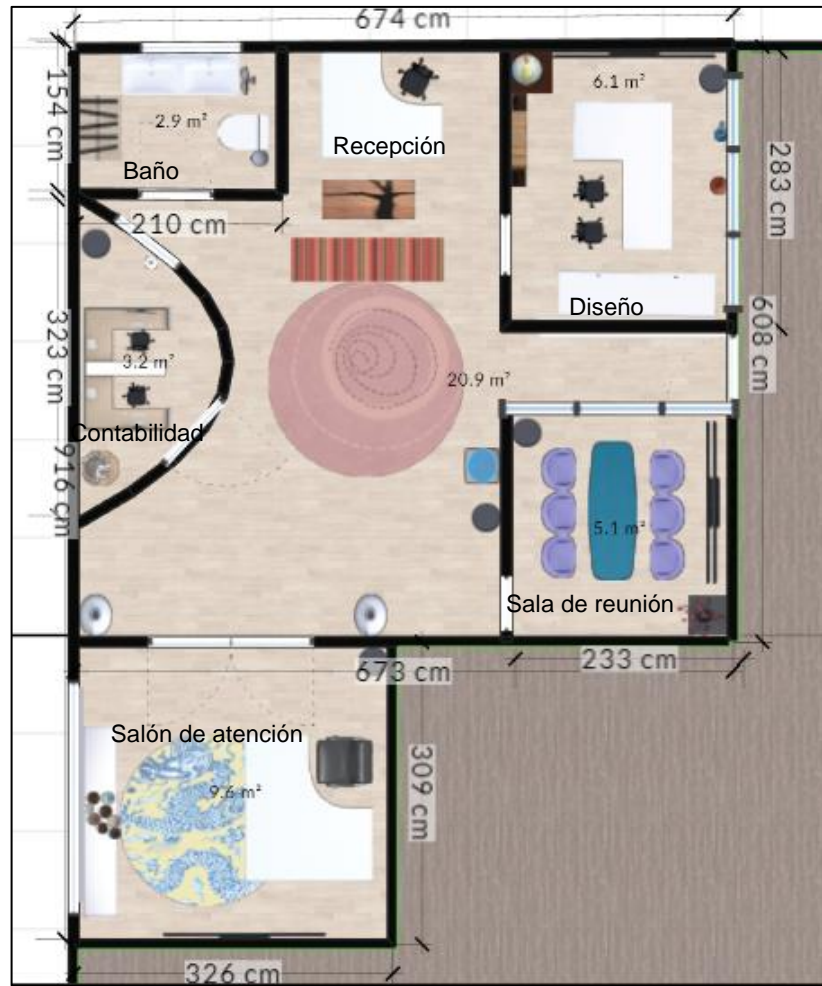 674 cm
154 cm
2.9 m²
Baño
Recepción
6.1 m²
283 cm
210 cm
Diseño
608 cm
323 cm
3.2 m²
20.9 m²
Contabilidad
916 cm
5.1 m²
Sala de reunión
673 cm
233 cm
Salón de atención
9.6 m²
309 cm
326 cm